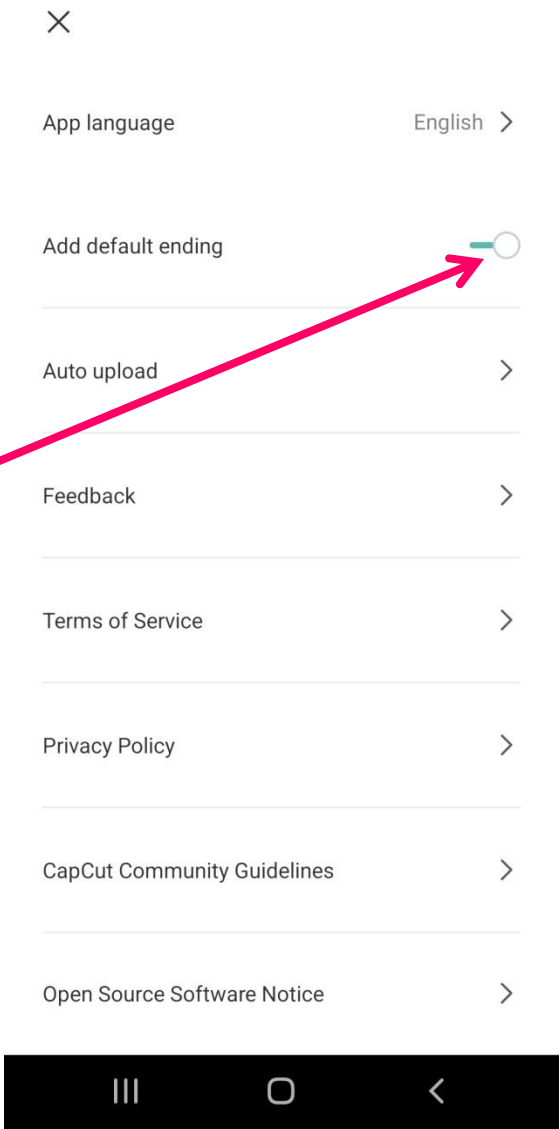 App language
English
Add default ending
Auto upload
Feedback
Terms of Service
Privacy Policy
CapCut Community Guidelines
Open Source Software Notice